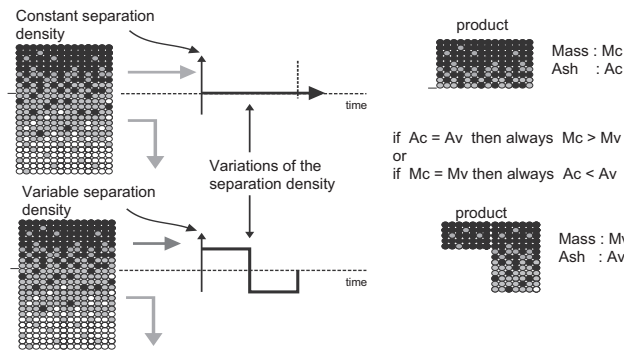 Constant separation
density
time
product
Mass : Mc
Ash : Ac
if Ac = Av then always Mc > Mv
or
if Mc = Mv then always Ac < Av
Variations of the
separation density
Variable separation
density
time
product
Mass : Mv
Ash : Av